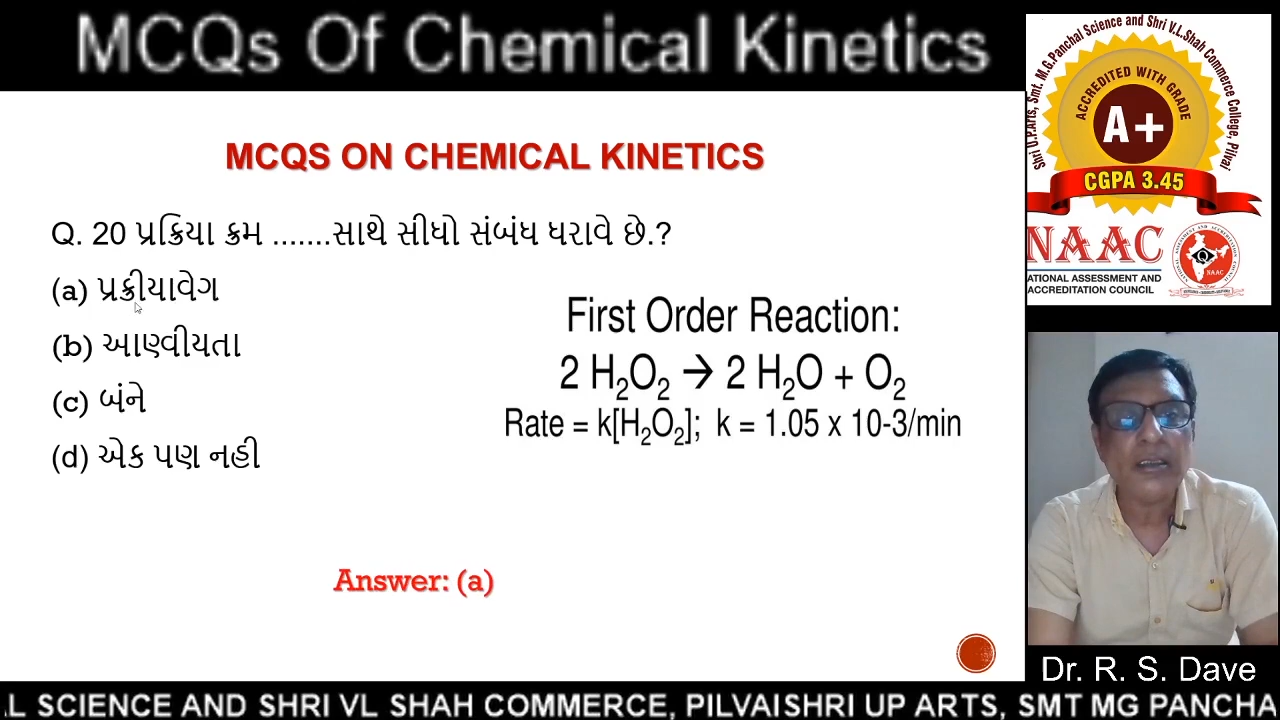 MCQs Of Chemical Kinetics
MCQS ON CHEMICAL KINETICS
Q. 20 પ્રક્રિયા ક્રમ .......સાથે સીધો સંબંધ ધરાવે છે.?
(a) પ્રક્રીયાવેગ
(b) આણ્વીયતા
(c) બંને
(d) એક પણ નહી
First Order Reaction:
2 H₂O₂ → 2 H₂O + O₂
Rate = k[H₂O₂]; k = 1.05 x 10-3/min
Answer: (a)
Shri U.P.Arts, Smt. M.G.Panchal Science and Shri V.L.Shah Commerce College, Pilvai
ACCREDITED WITH GRADE
A+
CGPA 3.45
NAAC
NATIONAL ASSESSMENT AND
ACCREDITATION COUNCIL
NAAC
Dr. R. S. Dave
L SCIENCE AND SHRI VL SHAH COMMERCE, PILVAISHRI UP ARTS, SMT MG PANCHA